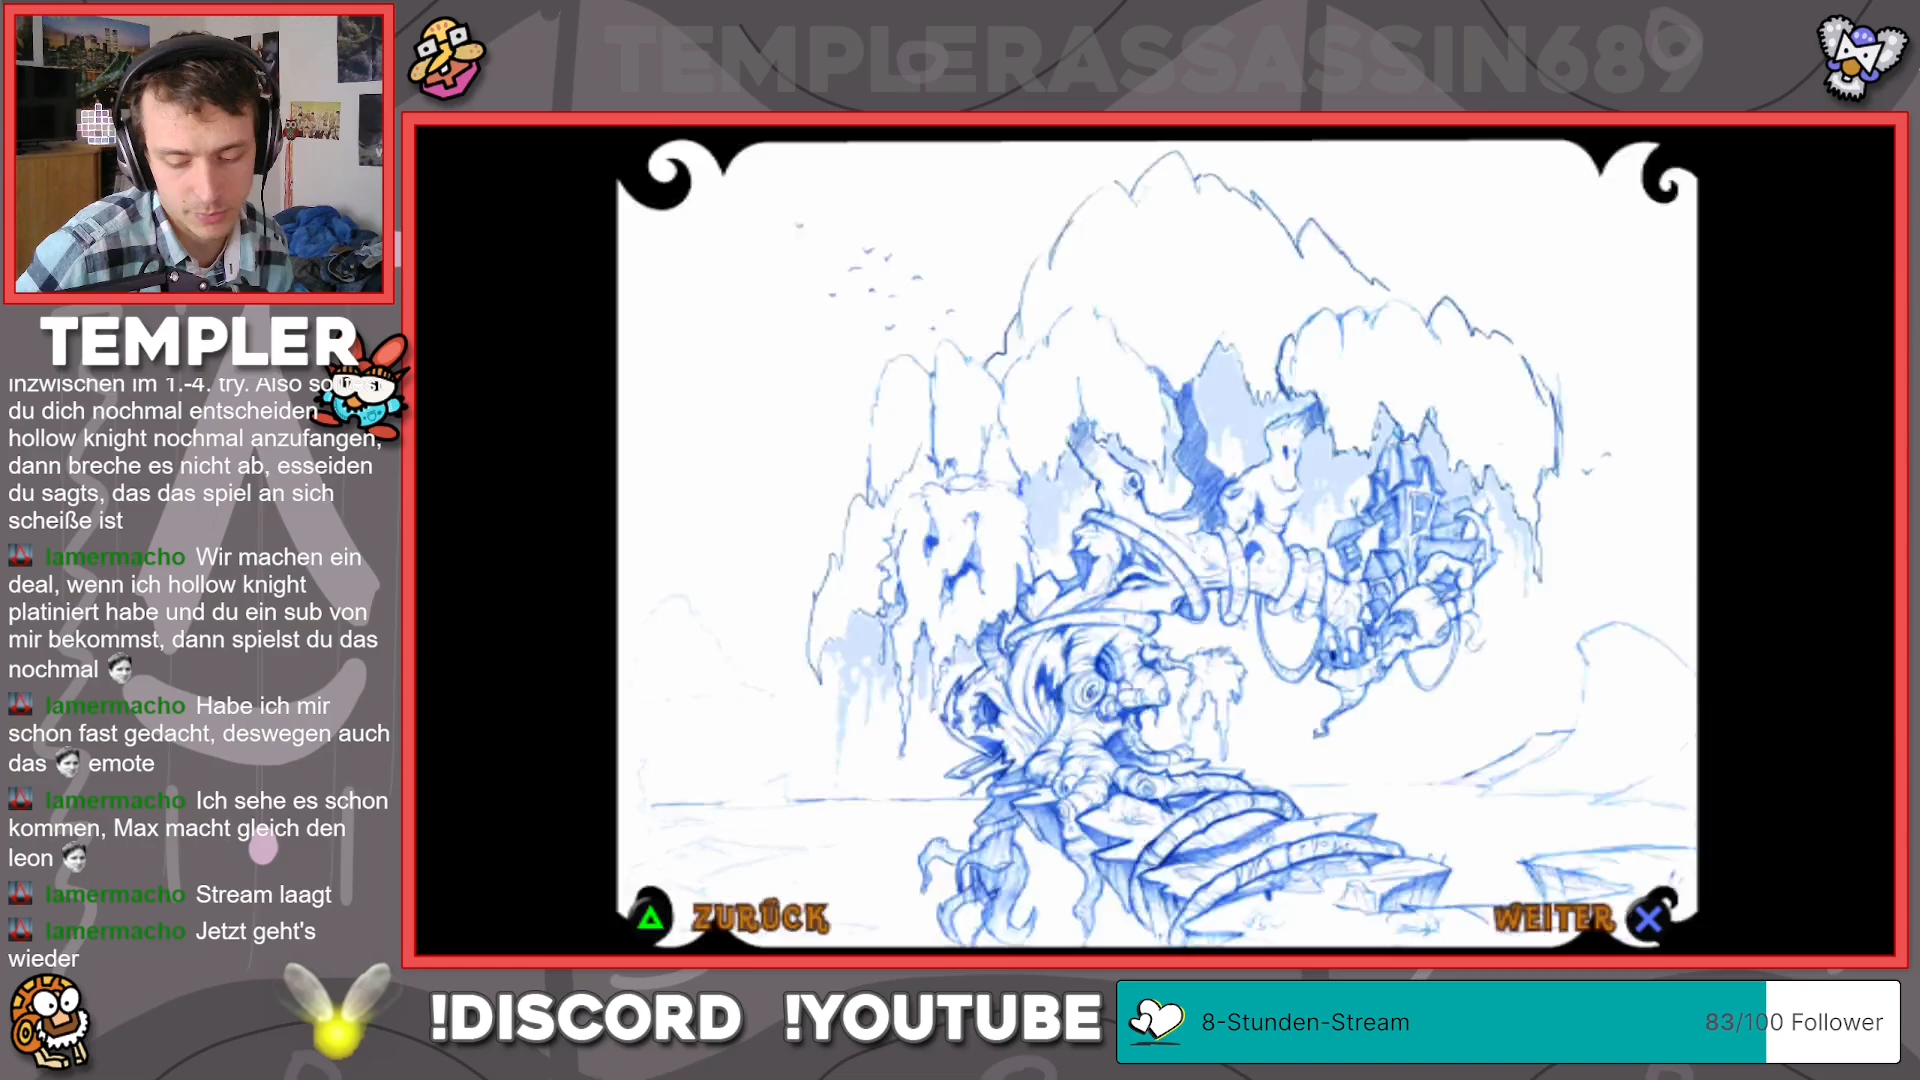 TEMPLERASSASSIN689
TEMPLER
inzwischen im 1.-4. try. Also
du dich nochmal entscheiden
hollow knight nochmal anzufangen,
dann breche es nicht ab, esseiden
du sagts, das das spiel an sich
scheiße ist
lamermacho Wir machen ein
deal, wenn ich hollow knight
platiniert habe und du ein sub von
mir bekommst, dann spielst du das
nochmal
lamermacho Habe ich mir
schon fast gedacht, deswegen auch
das emote
lamermacho Ich sehe es schon
kommen, Max macht gleich den
leon
lamermacho Stream laagt
lamermacho Jetzt geht's
wieder
ZURÜCK
WEITER
!DISCORD !YOUTUBE
8-Stunden-Stream 83/100 Follower